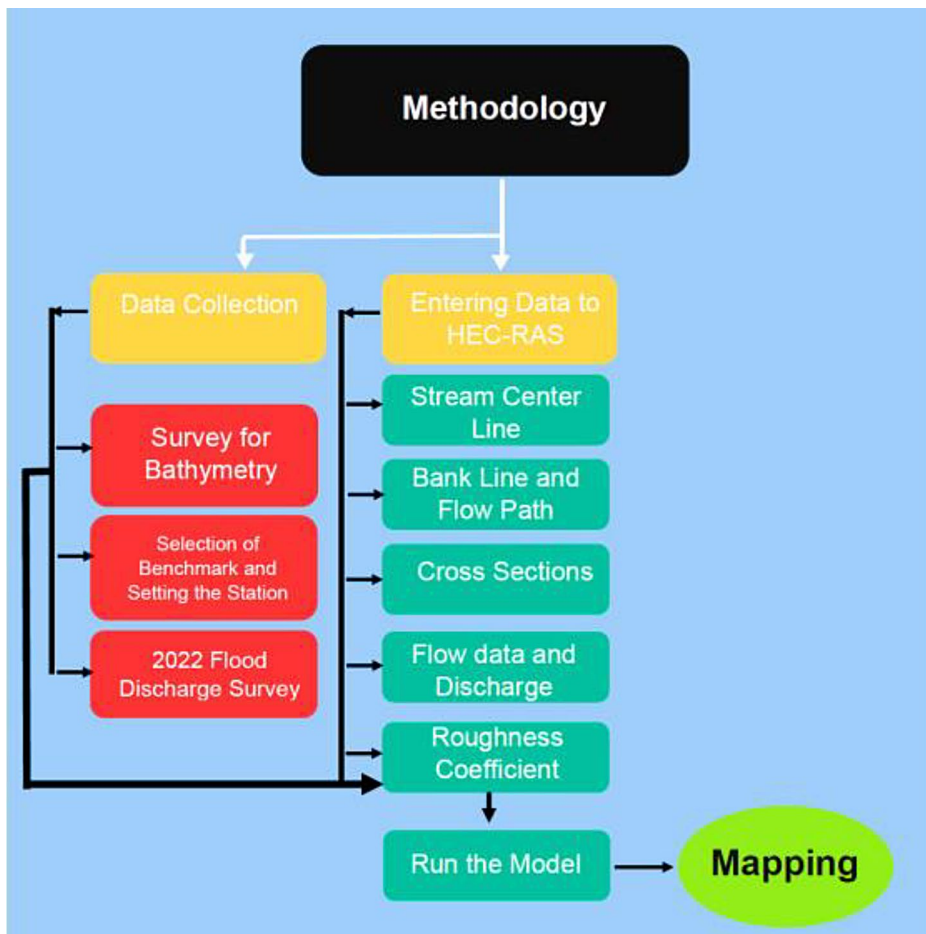 Methodology
Data Collection
Entering Data to
HEC-RAS
Survey for
Bathymetry
Selection of
Benchmark and
Setting the Station
2022 Flood
Discharge Survey
Stream Center
Line
Bank Line and
Flow Path
Cross Sections
Flow data and
Discharge
Roughness
Coefficient
Run the Model
Mapping